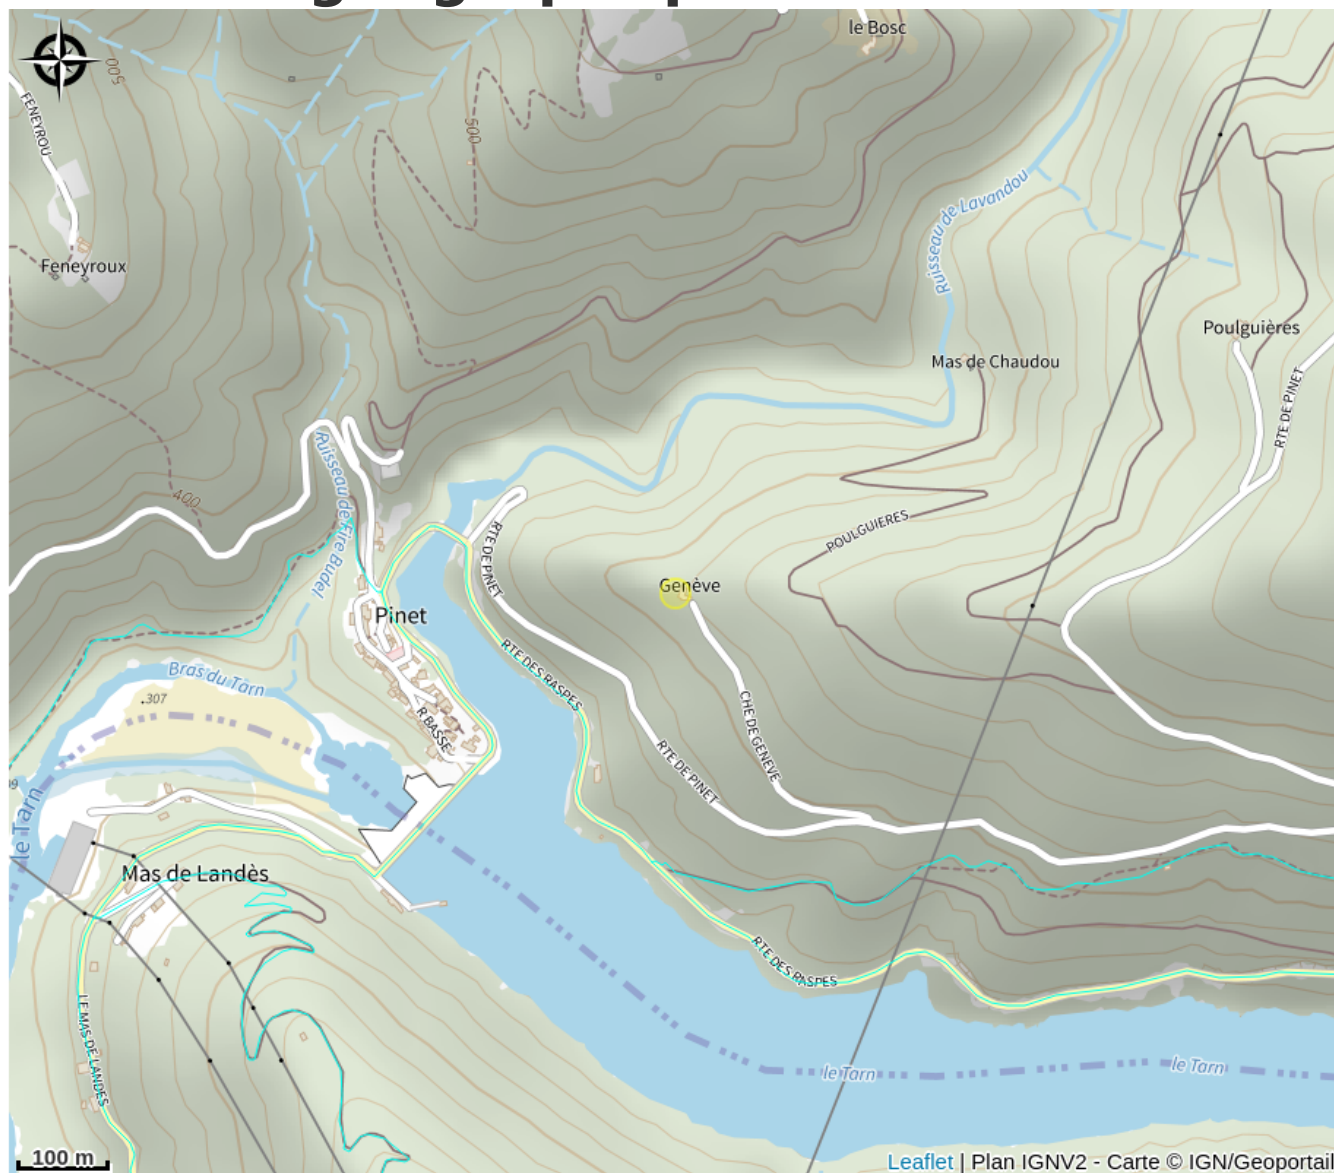 le Bosc
500
FENEYROU
500
Ruisseau de Lavandou
Feneyroux
Poulguières
Mas de Chaudou
RTE DE PINET
Ruisseau de Fire Budel
400
POULGUIERES
RTE DE PINET
Genève
Pinet
RTE DES RASPES
Bras du Tarn
307
R BASSE
CHE DE GENEVE
RTE DE PINET
le Tarn
Mas de Landès
RTE DES RASPES
LE MAS DE LANDES
le Tarn
le Tarn
100 m
Leaflet | Plan IGNV2 - Carte © IGN/Geoportail